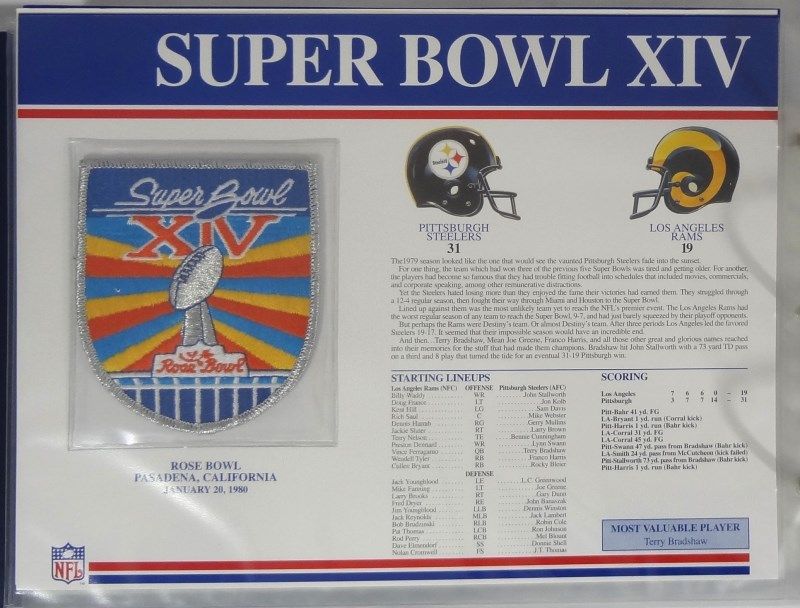 SUPER BOWL XIV
Super Bowl
XIV
Rose Bowl
ROSE BOWL
PASADENA, CALIFORNIA
JANUARY 20, 1980
NFL
Steelers
PITTSBURGH
STEELERS
31
LOS ANGELES
RAMS
19
The 1979 season looked like the one that would see the vaunted Pittsburgh Steelers fade into the sunset.
For one thing, the team which had won three of the previous five Super Bowls was tired and getting older. For another,
the players had become so famous that they had trouble fitting football into schedules that included movies, commercials,
and corporate speaking, among other remunerative distractions.
Yet the Steelers hated losing more than they enjoyed the fame their victories had earned them. They struggled through
a 12-4 regular season, then fought their way through Miami and Houston to the Super Bowl.
Lined up against them was the most unlikely team yet to reach the NFL's premier event. The Los Angeles Rams had
the worst regular season of any team to reach the Super Bowl, 9-7, and had just barely squeezed by their playoff opponents.
But perhaps the Rams were Destiny's Team. Or almost Destiny's team. After three periods Los Angeles led the favored
Steelers 19-17. It seemed that their impossible season would have an incredible end.
And then... Terry Bradshaw, Mean Joe Greene, Franco Harris, and all those other great and glorious names reached
into their memories for the stuff that had made them champions. Bradshaw hit John Stallworth with a 73 yard TD pass
on a third and 8 play that turned the tide for an eventual 31-19 Pittsburgh win.
STARTING LINEUPS
Los Angeles Rams (NFC) OFFENSE Pittsburgh Steelers (AFC)
Billy Waddy WR John Stallworth
Doug France LT Jon Kolb
Kent Hill LG Sam Davis
Rich Saul C Mike Webster
Dennis Harrah RG Gerry Mullins
Jackie Slater RT Larry Brown
Terry Nelson TE Bennie Cunningham
Preston Dennard WR Lynn Swann
Vince Ferragamo QB Terry Bradshaw
Wendell Tyler RB Franco Harris
Cullen Bryant RB Rocky Bleier
DEFENSE
Jack Youngblood LE L.C. Greenwood
Mike Fanning LT Joe Greene
Larry Brooks RT Gary Dunn
Fred Dryer RE John Banaszak
Jim Youngblood LLB Dennis Winston
Jack Reynolds MLB Jack Lambert
Bob Brudzinski RLB Robin Cole
Pat Thomas LCB Ron Johnson
Rod Perry RCB Mel Blount
Dave Elmendorf SS Donnie Shell
Nolan Cromwell FS J.T. Thomas
SCORING
Los Angeles 7 6 6 0 – 19
Pittsburgh 3 7 7 14 – 31
Pitt-Bahr 41 yd. FG
LA-Bryant 1 yd. run (Corral kick)
Pitt-Harris 1 yd. run (Bahr kick)
LA-Corral 31 yd. FG
LA-Corral 45 yd. FG
Pitt-Swann 47 yd. pass from Bradshaw (Bahr kick)
LA-Smith 24 yd. pass from McCutcheon (kick failed)
Pitt-Stallworth 73 yd. pass from Bradshaw (Bahr kick)
Pitt-Harris 1 yd. run (Bahr kick)
MOST VALUABLE PLAYER
Terry Bradshaw